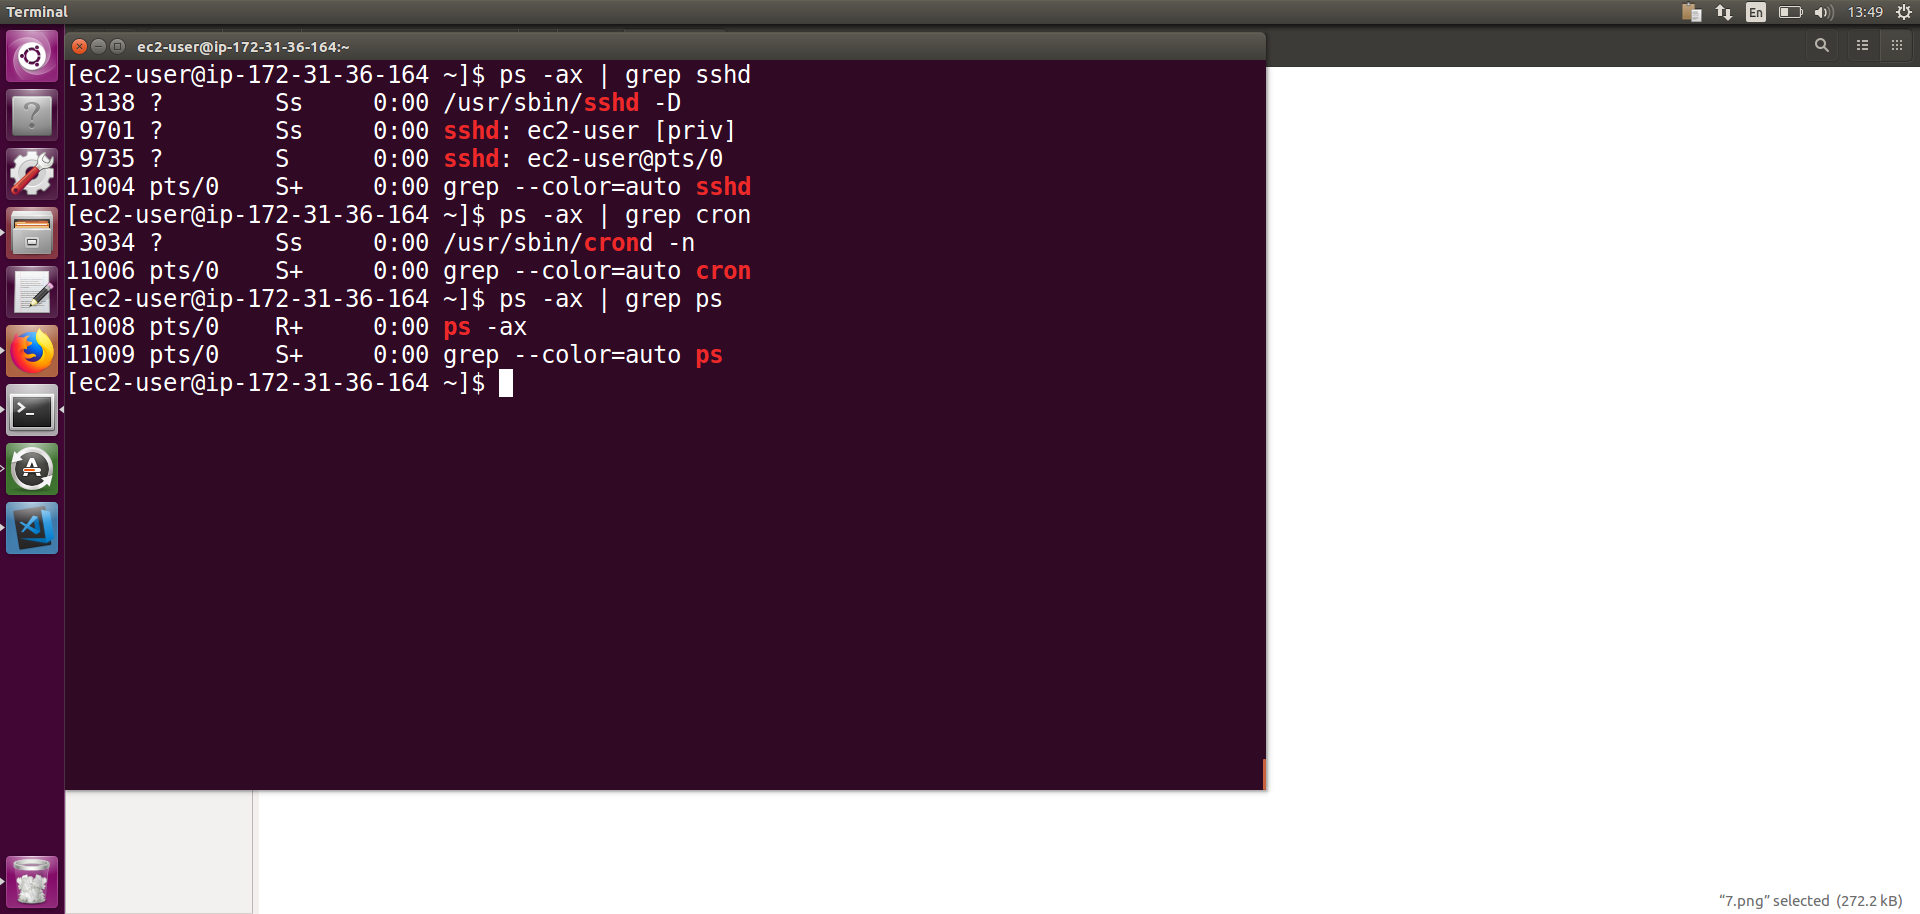 Terminal
En
13:49
ec2-user@ip-172-31-36-164:~
[ec2-user@ip-172-31-36-164 ~]$ ps -ax | grep sshd
 3138 ?        Ss     0:00 /usr/sbin/sshd -D
 9701 ?        Ss     0:00 sshd: ec2-user [priv]
 9735 ?        S      0:00 sshd: ec2-user@pts/0
11004 pts/0    S+     0:00 grep --color=auto sshd
[ec2-user@ip-172-31-36-164 ~]$ ps -ax | grep cron
 3034 ?        Ss     0:00 /usr/sbin/crond -n
11006 pts/0    S+     0:00 grep --color=auto cron
[ec2-user@ip-172-31-36-164 ~]$ ps -ax | grep ps
11008 pts/0    R+     0:00 ps -ax
11009 pts/0    S+     0:00 grep --color=auto ps
[ec2-user@ip-172-31-36-164 ~]$
“7.png” selected (272.2 kB)